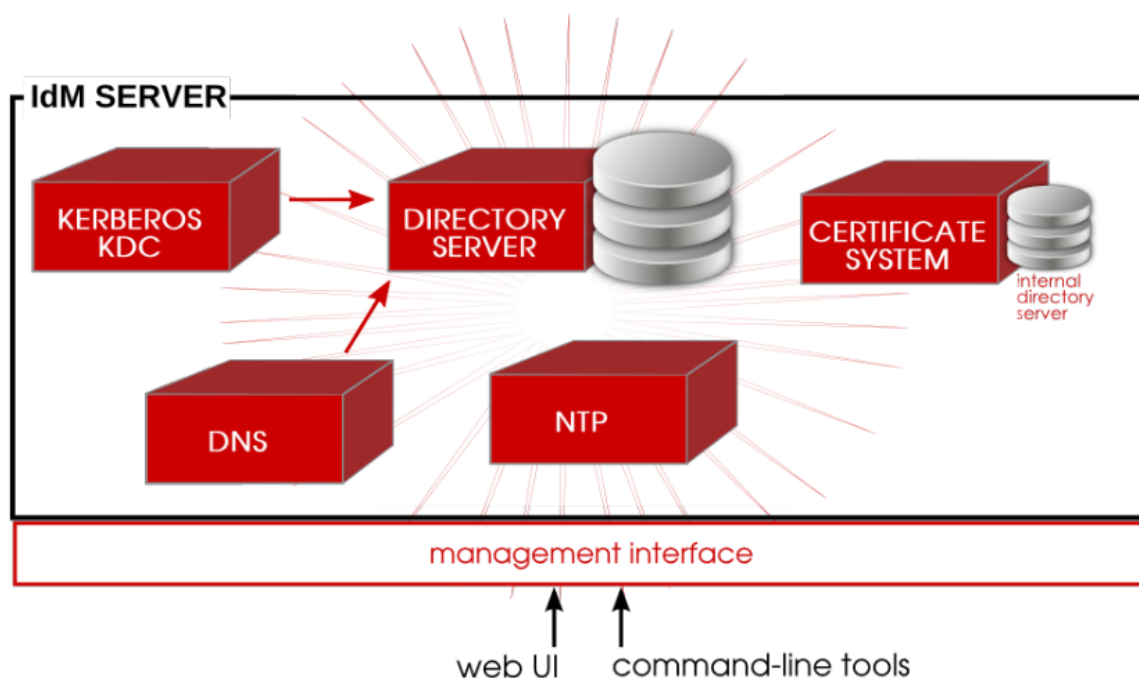 IdM SERVER
KERBEROS
KDC
DIRECTORY
SERVER
CERTIFICATE
SYSTEM
internal
directory
server
DNS
NTP
management interface
web UI
command-line tools